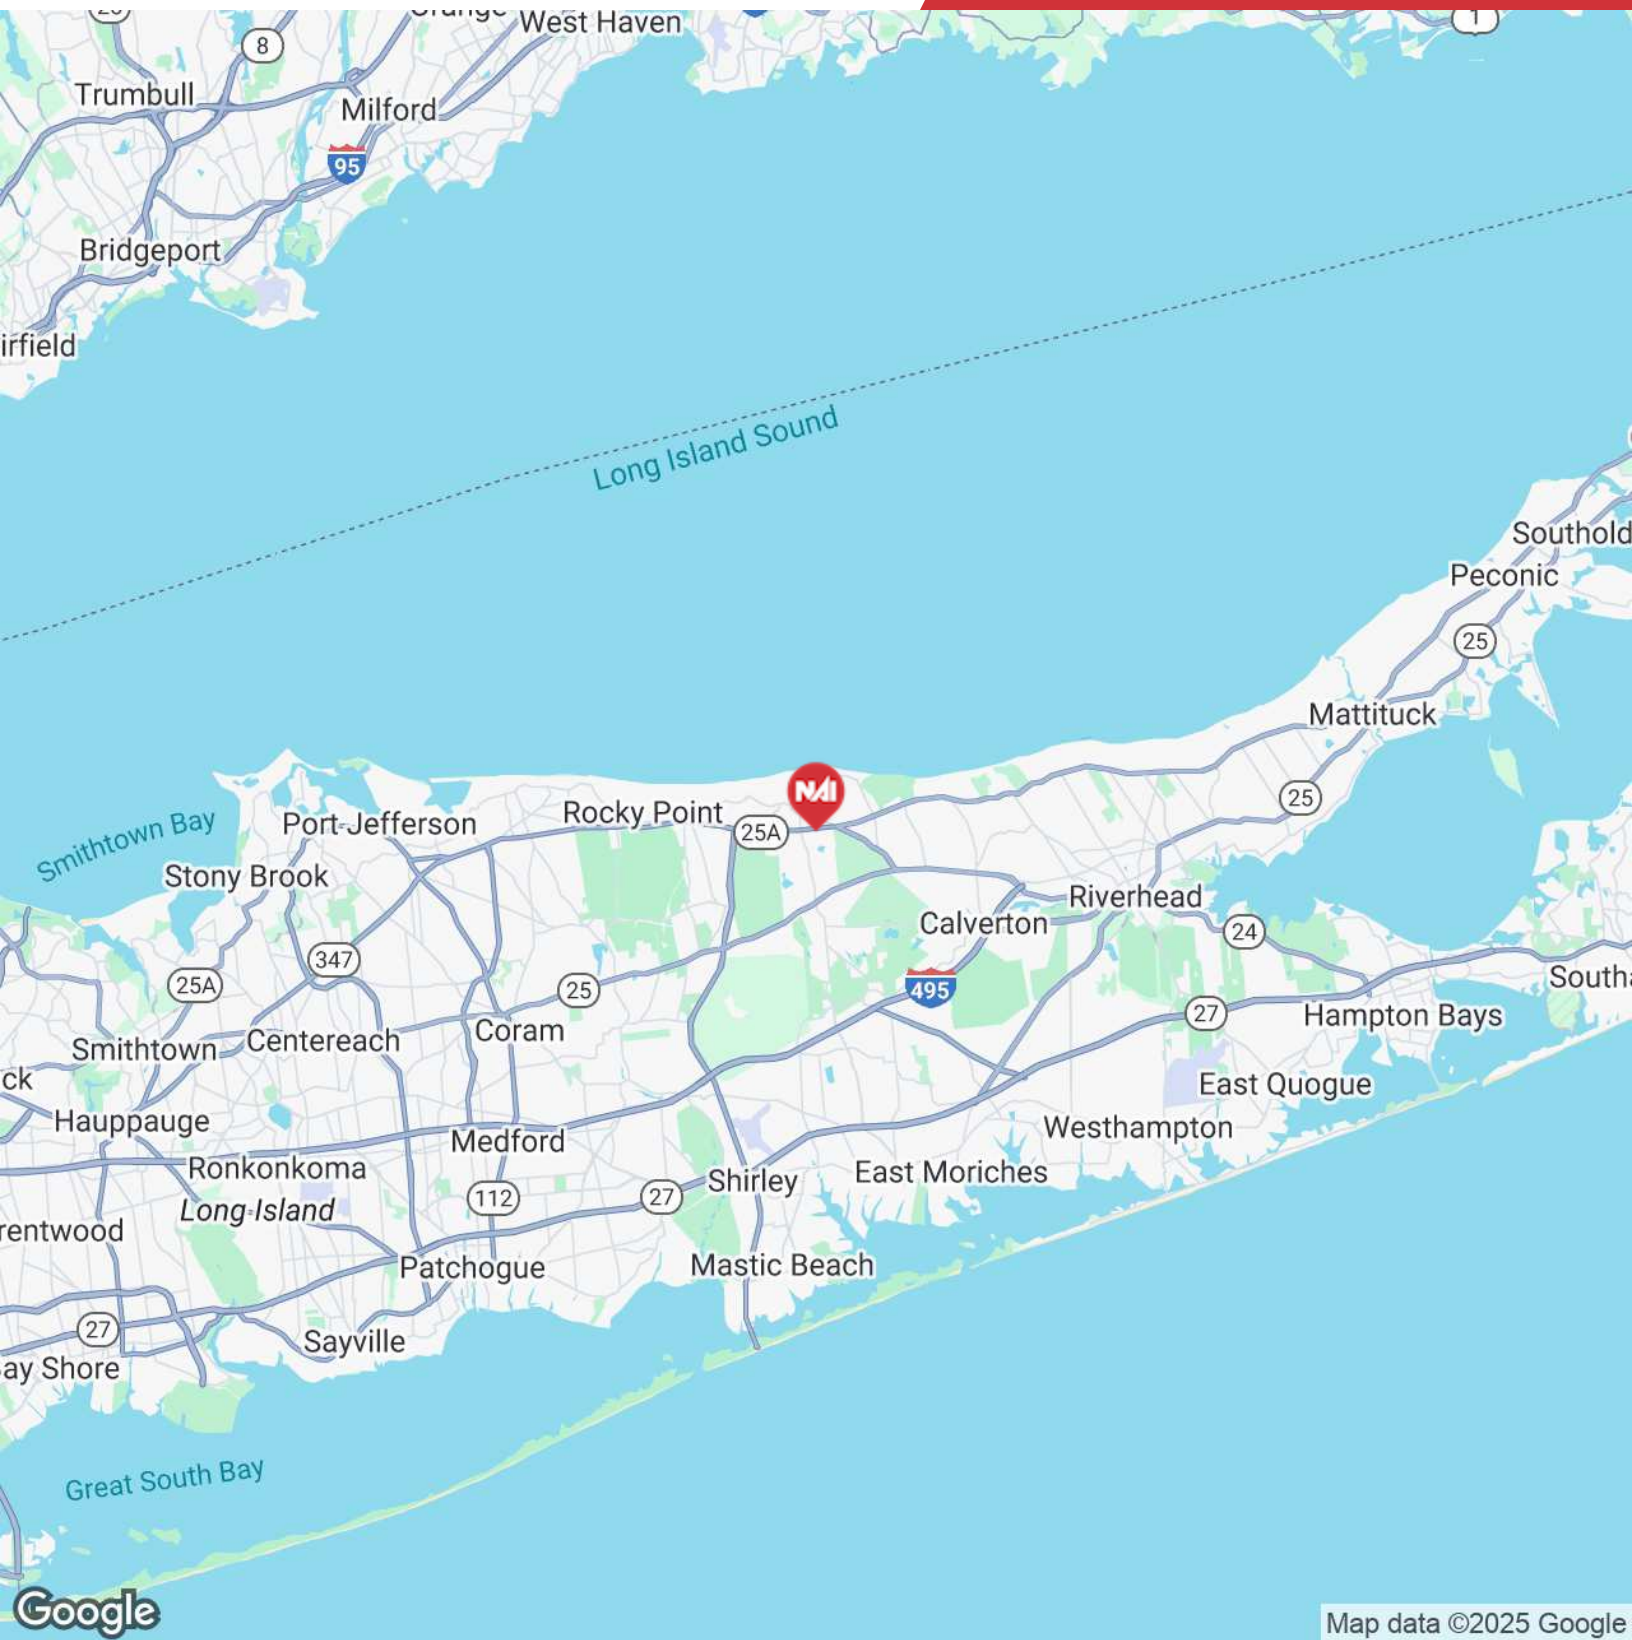 West Haven
1
8
Trumbull
Milford
95
Bridgeport
irfield
Long Island Sound
Southold
Peconic
25
Mattituck
NAI
25
Rocky Point
25A
Port Jefferson
Smithtown Bay
Stony Brook
Riverhead
Calverton
24
347
25A
25
495
South
27
Hampton Bays
Coram
Centereach
Smithtown
ck
East Quogue
Hauppauge
Westhampton
Medford
Ronkonkoma
East Moriches
Shirley
27
112
Long Island
rentwood
Mastic Beach
Patchogue
27
Sayville
ay Shore
Great South Bay
Google
Map data ©2025 Google